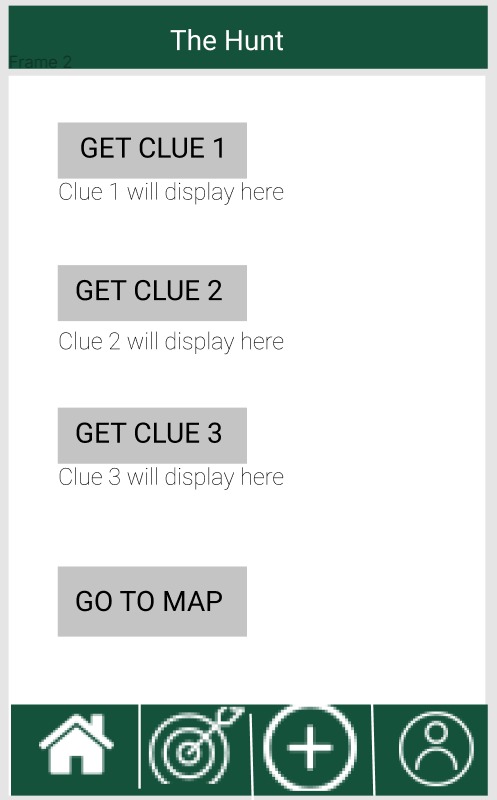 The Hunt
Frame 2
GET CLUE 1
Clue 1 will display here
GET CLUE 2
Clue 2 will display here
GET CLUE 3
Clue 3 will display here
GO TO MAP